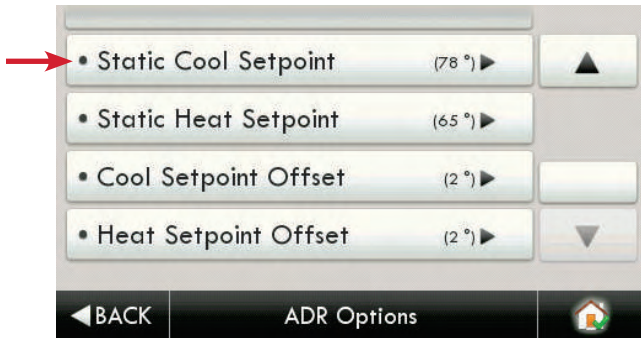 • Static Cool Setpoint (78 °)▶
• Static Heat Setpoint (65 °)▶
• Cool Setpoint Offset (2 °)▶
• Heat Setpoint Offset (2 °)▶
◀BACK ADR Options